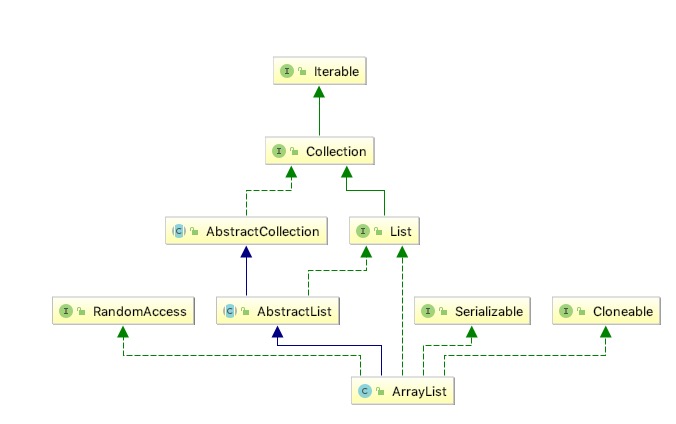 I Iterable
I Collection
C AbstractCollection
I List
I RandomAccess
C AbstractList
I Serializable
I Cloneable
C ArrayList